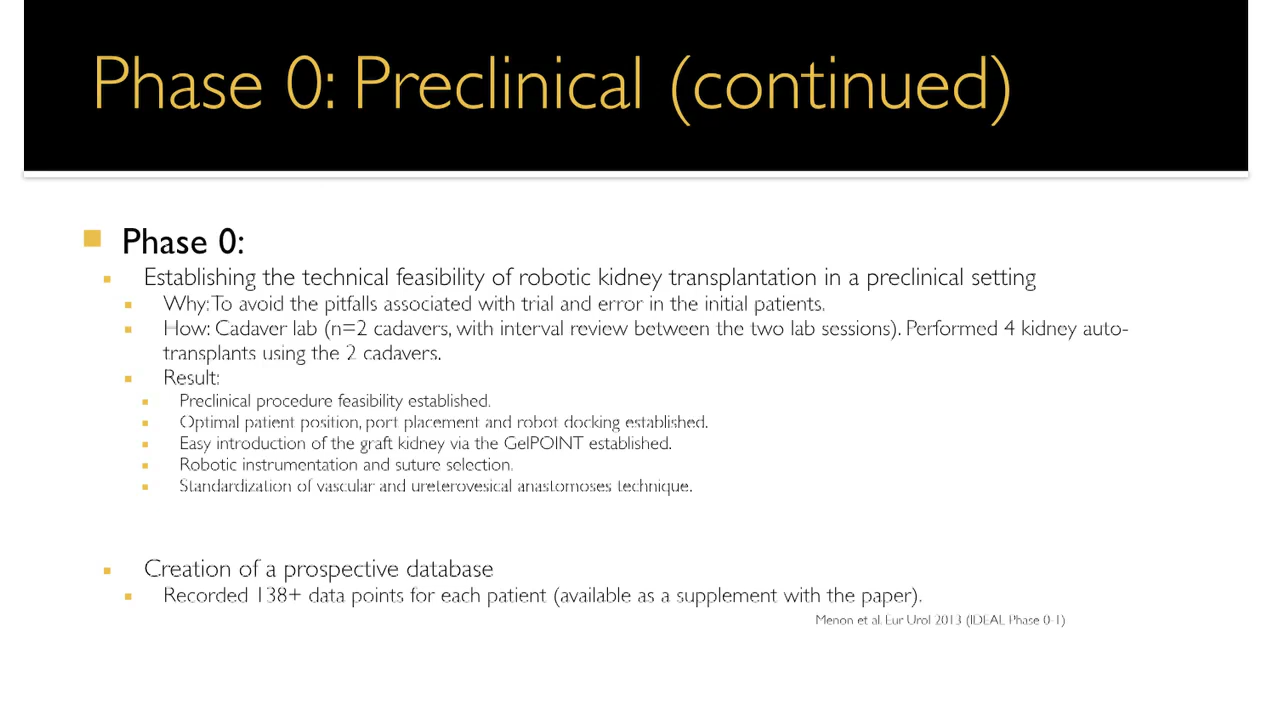 Phase 0: Preclinical (continued)
Phase 0:
Establishing the technical feasibility of robotic kidney transplantation in a preclinical setting
Why: To avoid the pitfalls associated with trial and error in the initial patients.
How: Cadaver lab (n=2 cadavers, with interval review between the two lab sessions). Performed 4 kidney auto-
transplants using the 2 cadavers.
Result:
Preclinical procedure feasibility established.
Optimal patient position, port placement and robot docking established.
Easy introduction of the graft kidney via the GelPOINT established.
Robotic instrumentation and suture selection.
Standardization of vascular and ureterovesical anastomoses technique.
Creation of a prospective database
Recorded 138+ data points for each patient (available as a supplement with the paper).
Menon et al. Eur Urol 2013 (IDEAL Phase 0-1)